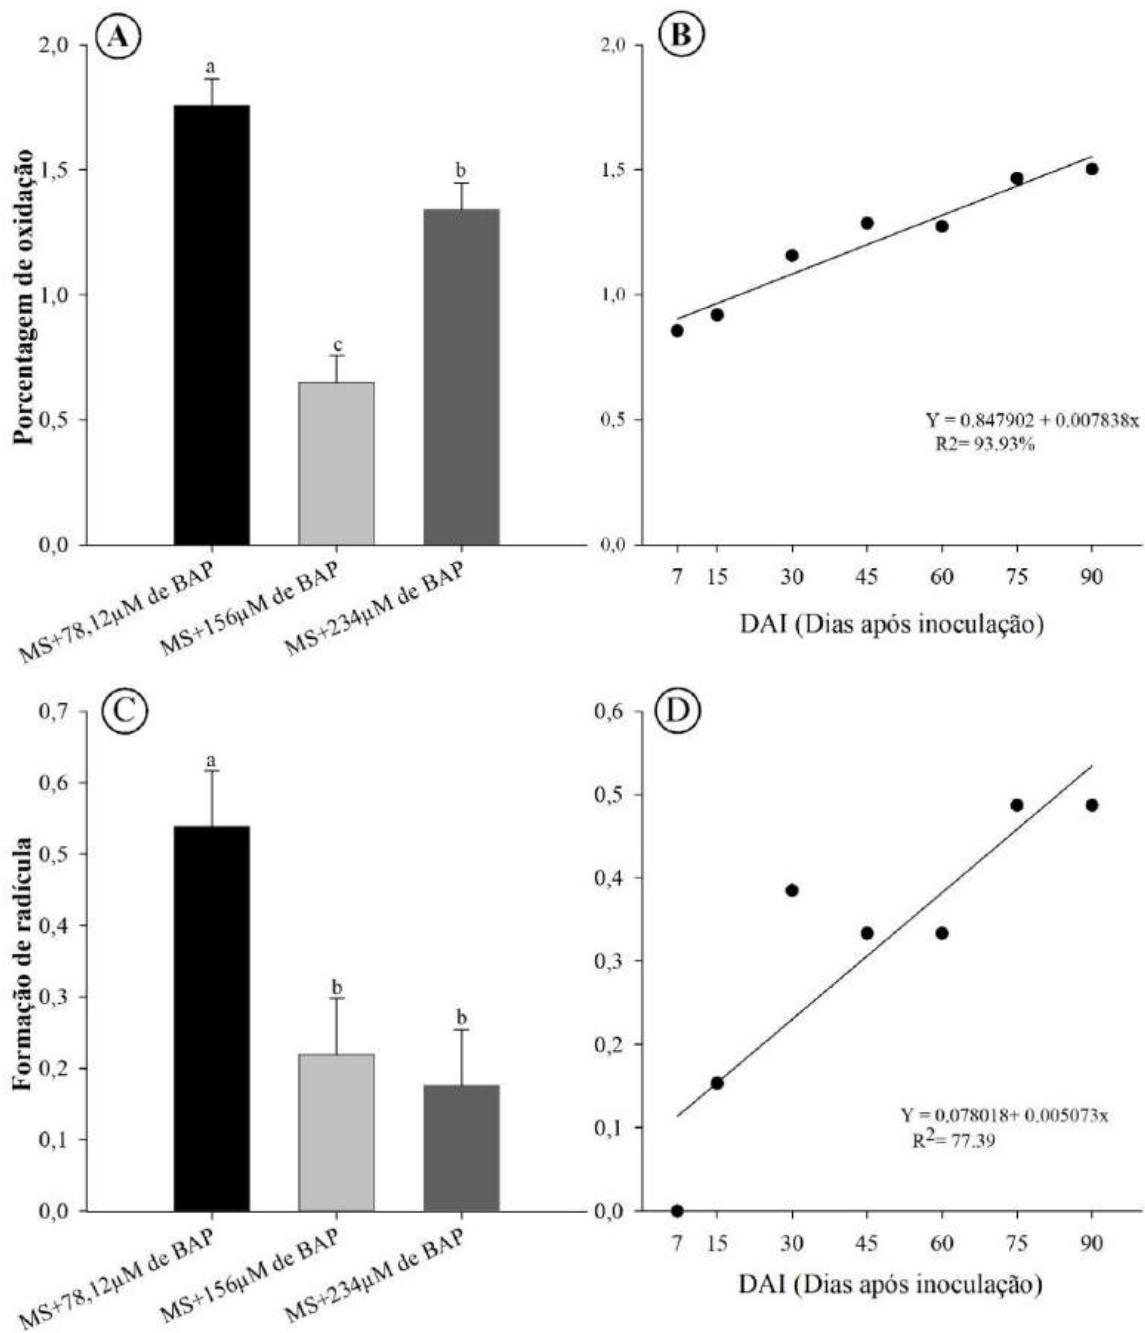 A
Porcentagem de oxidação
2,0
1,5
1,0
0,5
0,0
a
c
b
MS+78,12µM de BAP
MS+156µM de BAP
MS+234µM de BAP
B
2,0
1,5
1,0
0,5
0,0
Y = 0.847902 + 0.007838x
R2= 93.93%
7 15 30 45 60 75 90
DAI (Dias após inoculação)
C
Formação de radícula
0,7
0,6
0,5
0,4
0,3
0,2
0,1
0,0
a
b
b
MS+78,12µM de BAP
MS+156µM de BAP
MS+234µM de BAP
D
0,6
0,5
0,4
0,3
0,2
0,1
0,0
Y = 0.078018+ 0.005073x
R2= 77.39
7 15 30 45 60 75 90
DAI (Dias após inoculação)